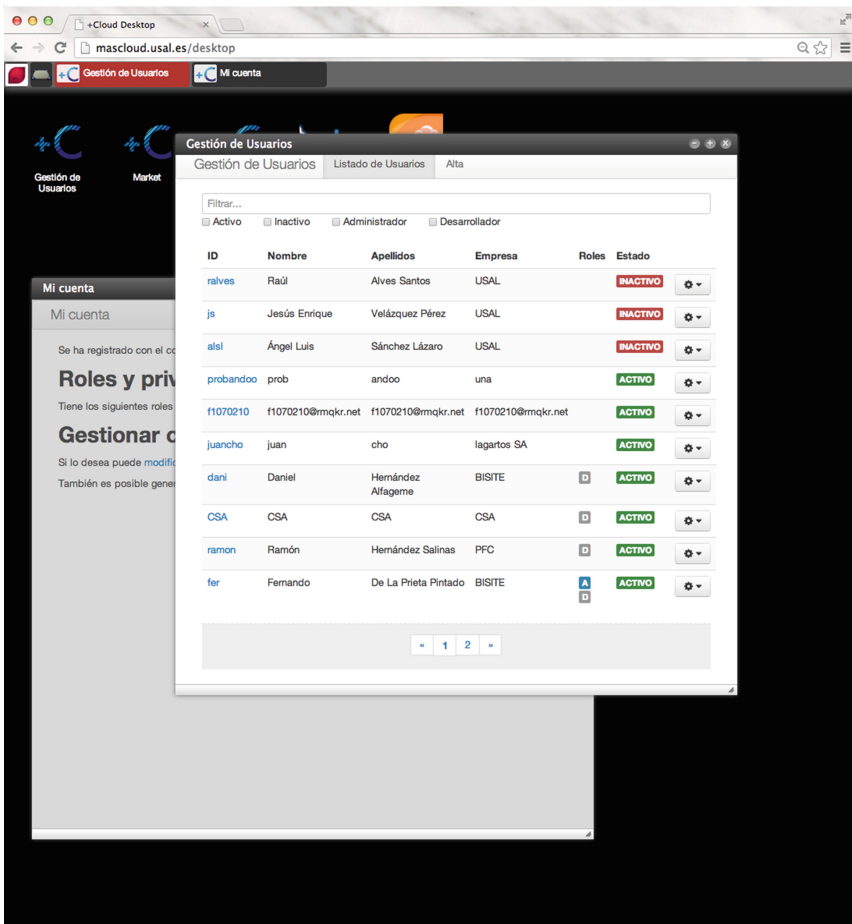 +Cloud Desktop
mascloud.usal.es/desktop
+C Gestión de Usuarios
+C Mi cuenta
+C
+C
Gestión de
Usuarios
Market
Gestión de Usuarios
Gestión de Usuarios Listado de Usuarios Alta
Filtrar...
Activo Inactivo Administrador Desarrollador
ID Nombre Apellidos Empresa Roles Estado
ralves Raúl Alves Santos USAL INACTIVO
js Jesús Enrique Velázquez Pérez USAL INACTIVO
alsl Ángel Luis Sánchez Lázaro USAL INACTIVO
probandoo prob andoo una ACTIVO
f1070210 f1070210@rmqkr.net f1070210@rmqkr.net f1070210@rmqkr.net ACTIVO
juancho juan cho lagartos SA ACTIVO
dani Daniel Hernández BISITE D ACTIVO
Alfageme
CSA CSA CSA CSA D ACTIVO
ramon Ramón Hernández Salinas PFC D ACTIVO
fer Fernando De La Prieta Pintado BISITE A ACTIVO
D
« 1 2 »
Mi cuenta
Mi cuenta
Se ha registrado con el
Roles y priv
Tiene los siguientes roles
Gestionar
Si lo desea puede modific
También es posible gener